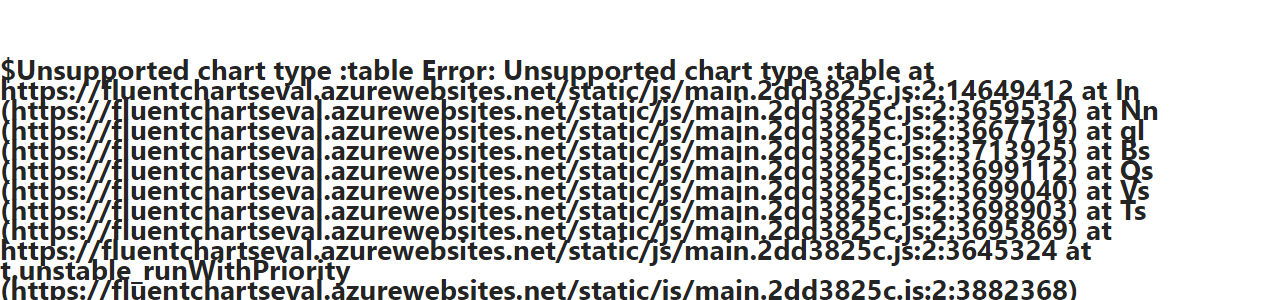 $Unsupported chart type :table Error: Unsupported chart type :table at
https://fluentchartseval.azurewebsites.net/static/js/main.2dd3825c.js:2:14649412 at ln
(https://fluentchartseval.azurewebsites.net/static/js/main.2dd3825c.js:2:3659532) at Nn
(https://fluentchartseval.azurewebsites.net/static/js/main.2dd3825c.js:2:3667719) at gl
(https://fluentchartseval.azurewebsites.net/static/js/main.2dd3825c.js:2:3713925) at Bs
(https://fluentchartseval.azurewebsites.net/static/js/main.2dd3825c.js:2:3699112) at Qs
(https://fluentchartseval.azurewebsites.net/static/js/main.2dd3825c.js:2:3699040) at Vs
(https://fluentchartseval.azurewebsites.net/static/js/main.2dd3825c.js:2:3698903) at Ts
(https://fluentchartseval.azurewebsites.net/static/js/main.2dd3825c.js:2:3695869) at
https://fluentchartseval.azurewebsites.net/static/js/main.2dd3825c.js:2:3645324 at
t.unstable_runWithPriority
(https://fluentchartseval.azurewebsites.net/static/js/main.2dd3825c.js:2:3882368)